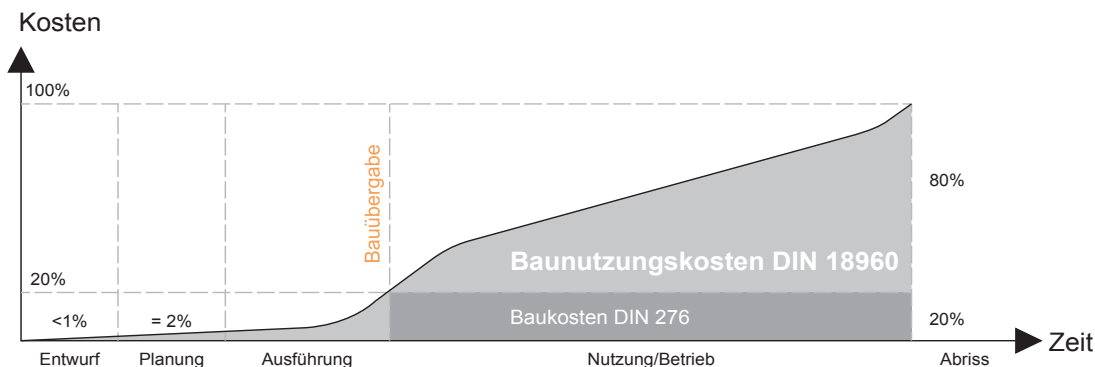 Kosten
100%
Bauübergabe
80%
Baunutzungskosten DIN 18960
20%
<1%
= 2%
Baukosten DIN 276
20%
Zeit
Entwurf
Planung
Ausführung
Nutzung/Betrieb
Abriss